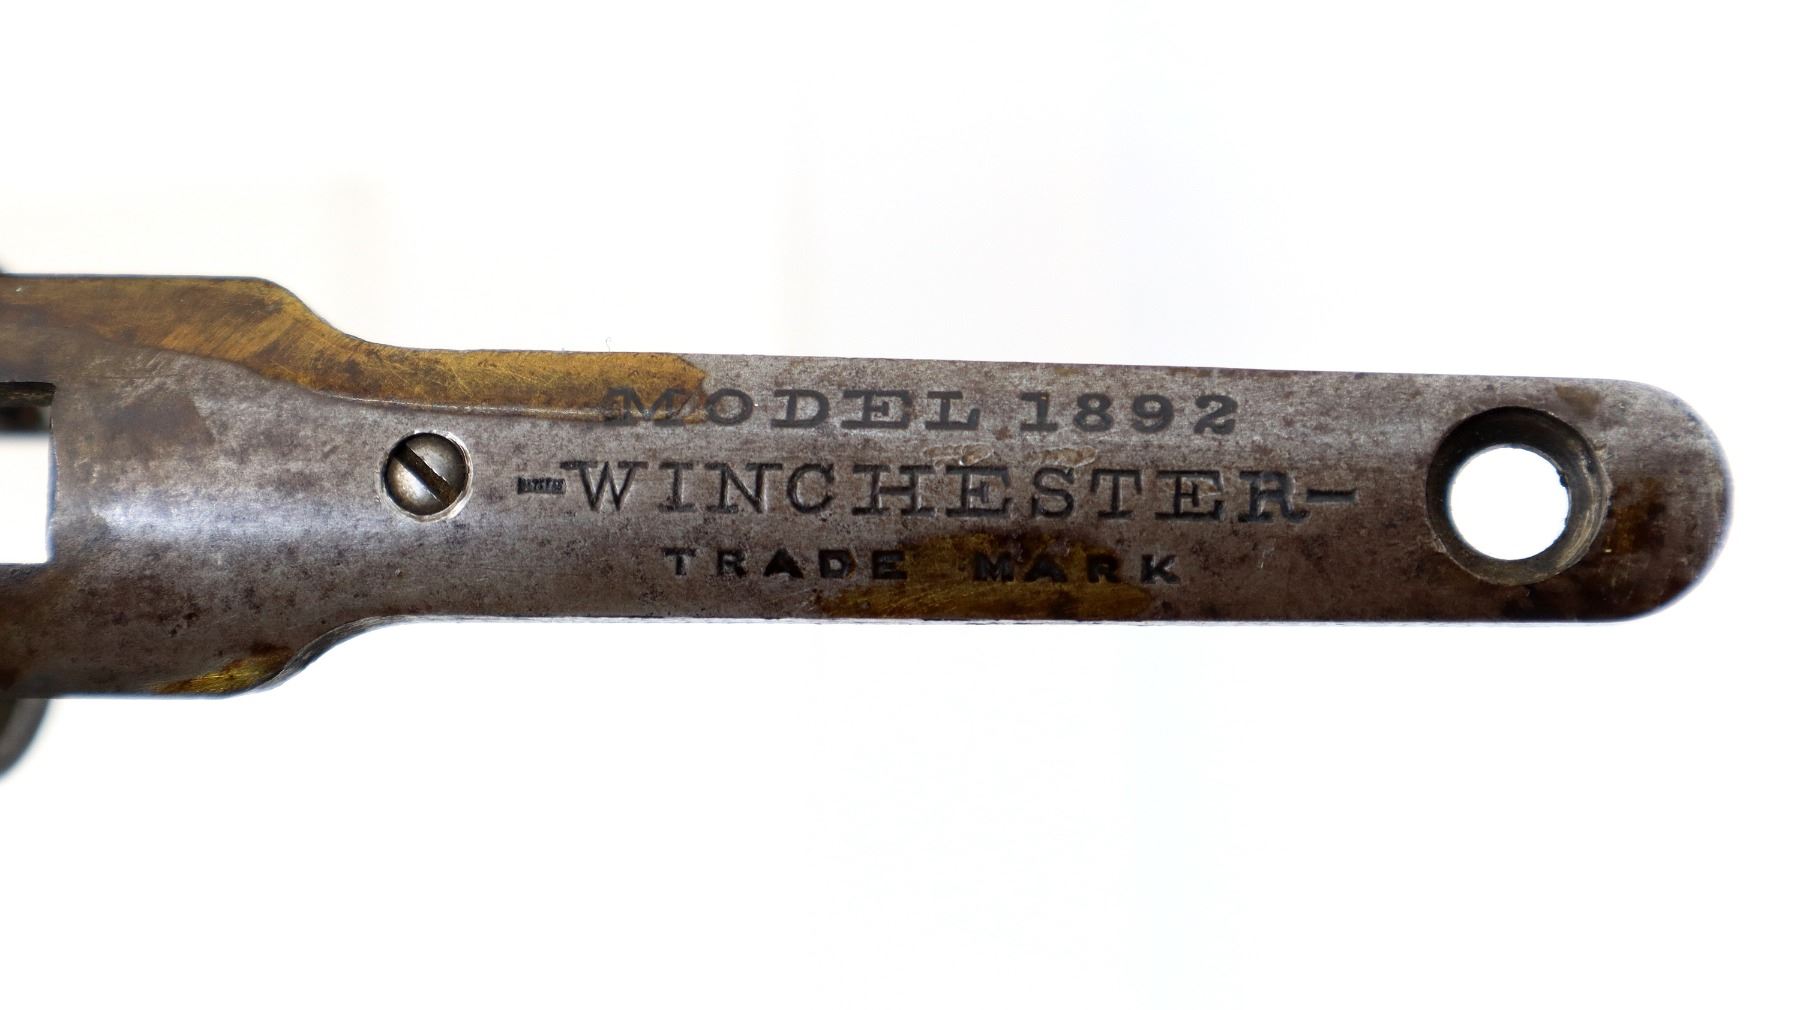 MODEL 1892
-WINCHESTER-
TRADE MARK